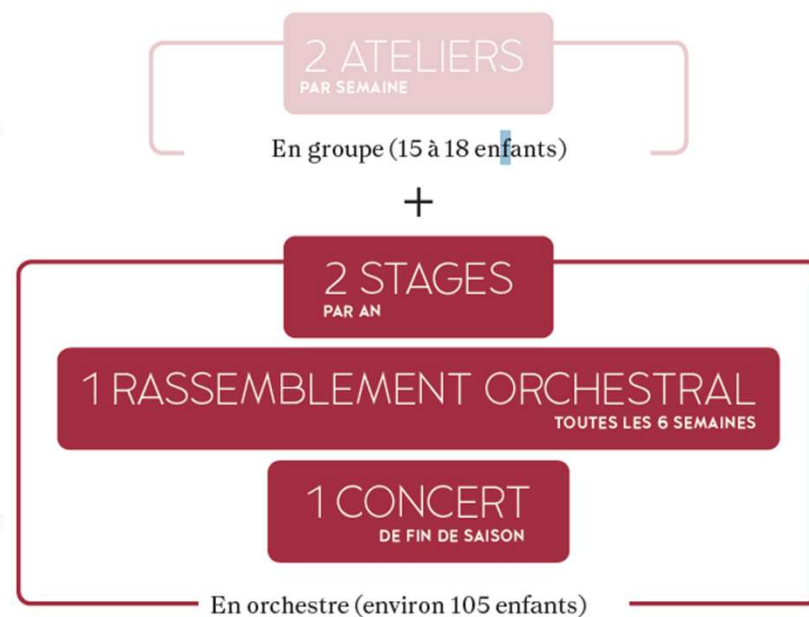 2 ATELIERS
PAR SEMAINE
En groupe (15 à 18 enfants)
+
2 STAGES
PAR AN
1 RASSEMBLEMENT ORCHESTRAL
TOUTES LES 6 SEMAINES
1 CONCERT
DE FIN DE SAISON
En orchestre (environ 105 enfants)